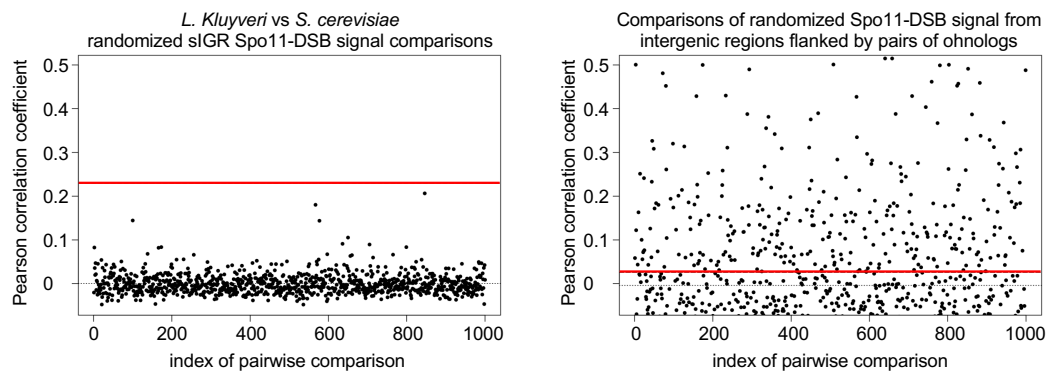 L. Kluyveri vs S. cerevisiae
randomized sIGR Spo11-DSB signal comparisons
Pearson correlation coefficient
0.5
0.4
0.3
0.2
0.1
0
0 200 400 600 800 1000
index of pairwise comparison
Comparisons of randomized Spo11-DSB signal from
intergenic regions flanked by pairs of ohnologs
Pearson correlation coefficient
0.5
0.4
0.3
0.2
0.1
0
0 200 400 600 800 1000
index of pairwise comparison